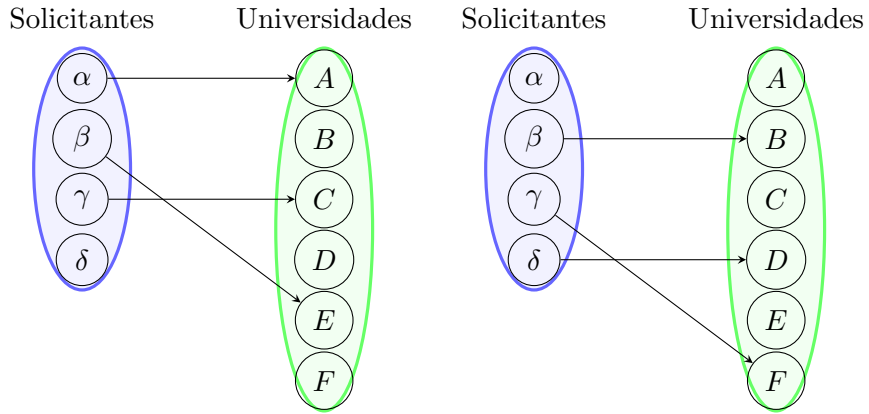 Solicitantes
Universidades
α
A
β
B
γ
C
δ
D
E
F
Solicitantes
Universidades
α
A
β
B
γ
C
δ
D
E
F